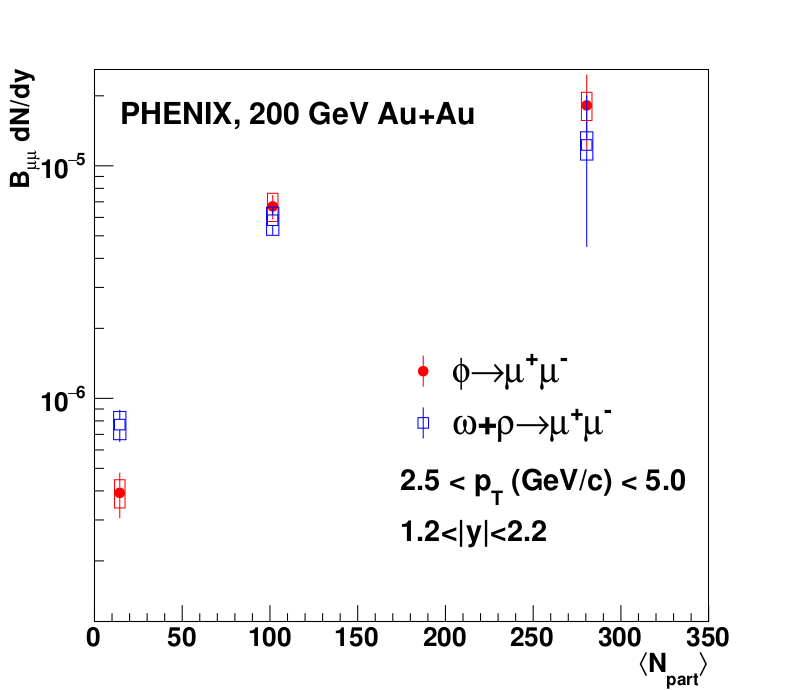 B_μμ dN/dy
PHENIX, 200 GeV Au+Au
10⁻⁵
10⁻⁶
ϕ→μ⁺μ⁻
ω+ρ→μ⁺μ⁻
2.5 < p_T (GeV/c) < 5.0
1.2<|y|<2.2
0 50 100 150 200 250 300 350
⟨N_part⟩